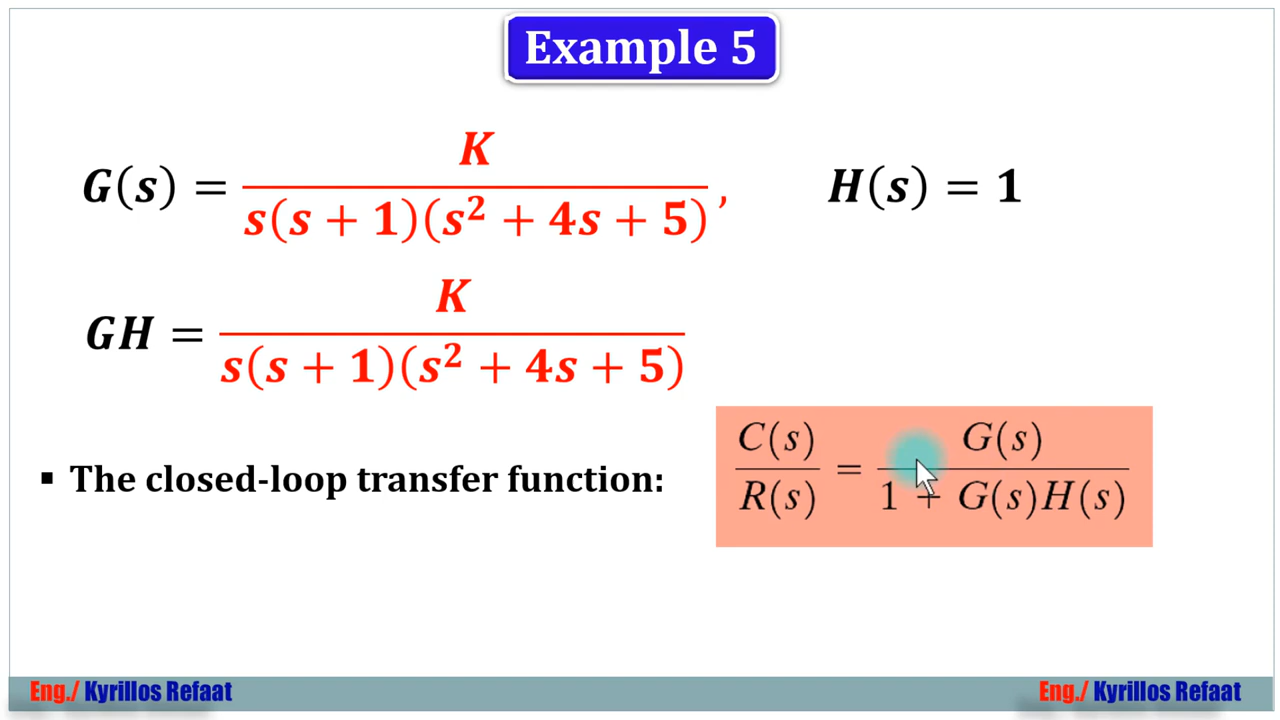 Example 5
G(s) = K / s(s + 1)(s² + 4s + 5) , H(s) = 1
GH = K / s(s + 1)(s² + 4s + 5)
▪ The closed-loop transfer function: C(s) / R(s) = G(s) / 1 + G(s)H(s)
Eng./ Kyrillos Refaat Eng./ Kyrillos Refaat